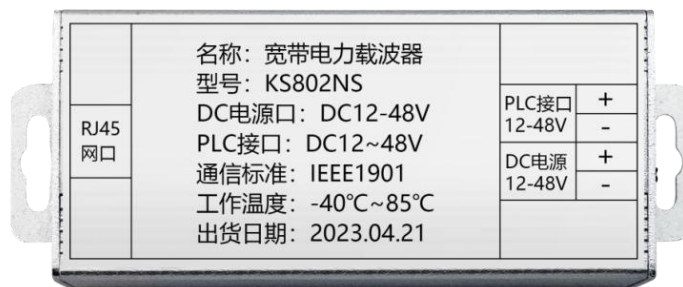 RJ45
网口
名称：宽带电力载波器
型号：KS802NS
DC电源口：DC12-48V
PLC接口：DC12~48V
通信标准：IEEE1901
工作温度：-40℃~85℃
出货日期：2023.04.21
PLC接口
12-48V
+
-
DC电源
12-48V
+
-